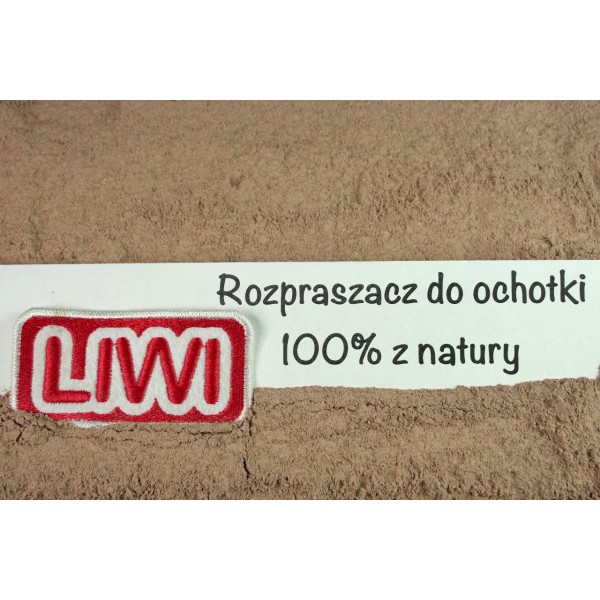 Rozpraszacz do ochotki
100% z natury
LIWI